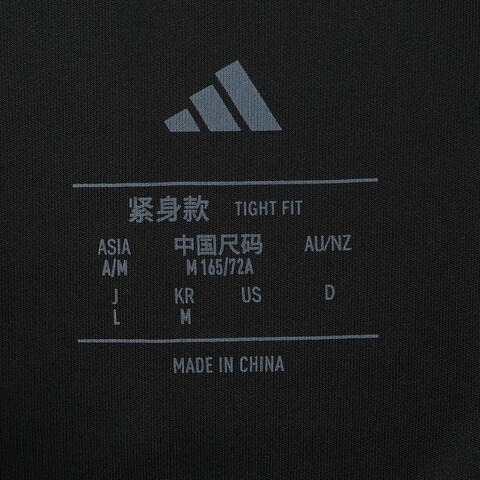 紧身款 TIGHT FIT
ASIA 中国尺码 AU/NZ
A/M M 165/72A
J KR US D
L M
MADE IN CHINA